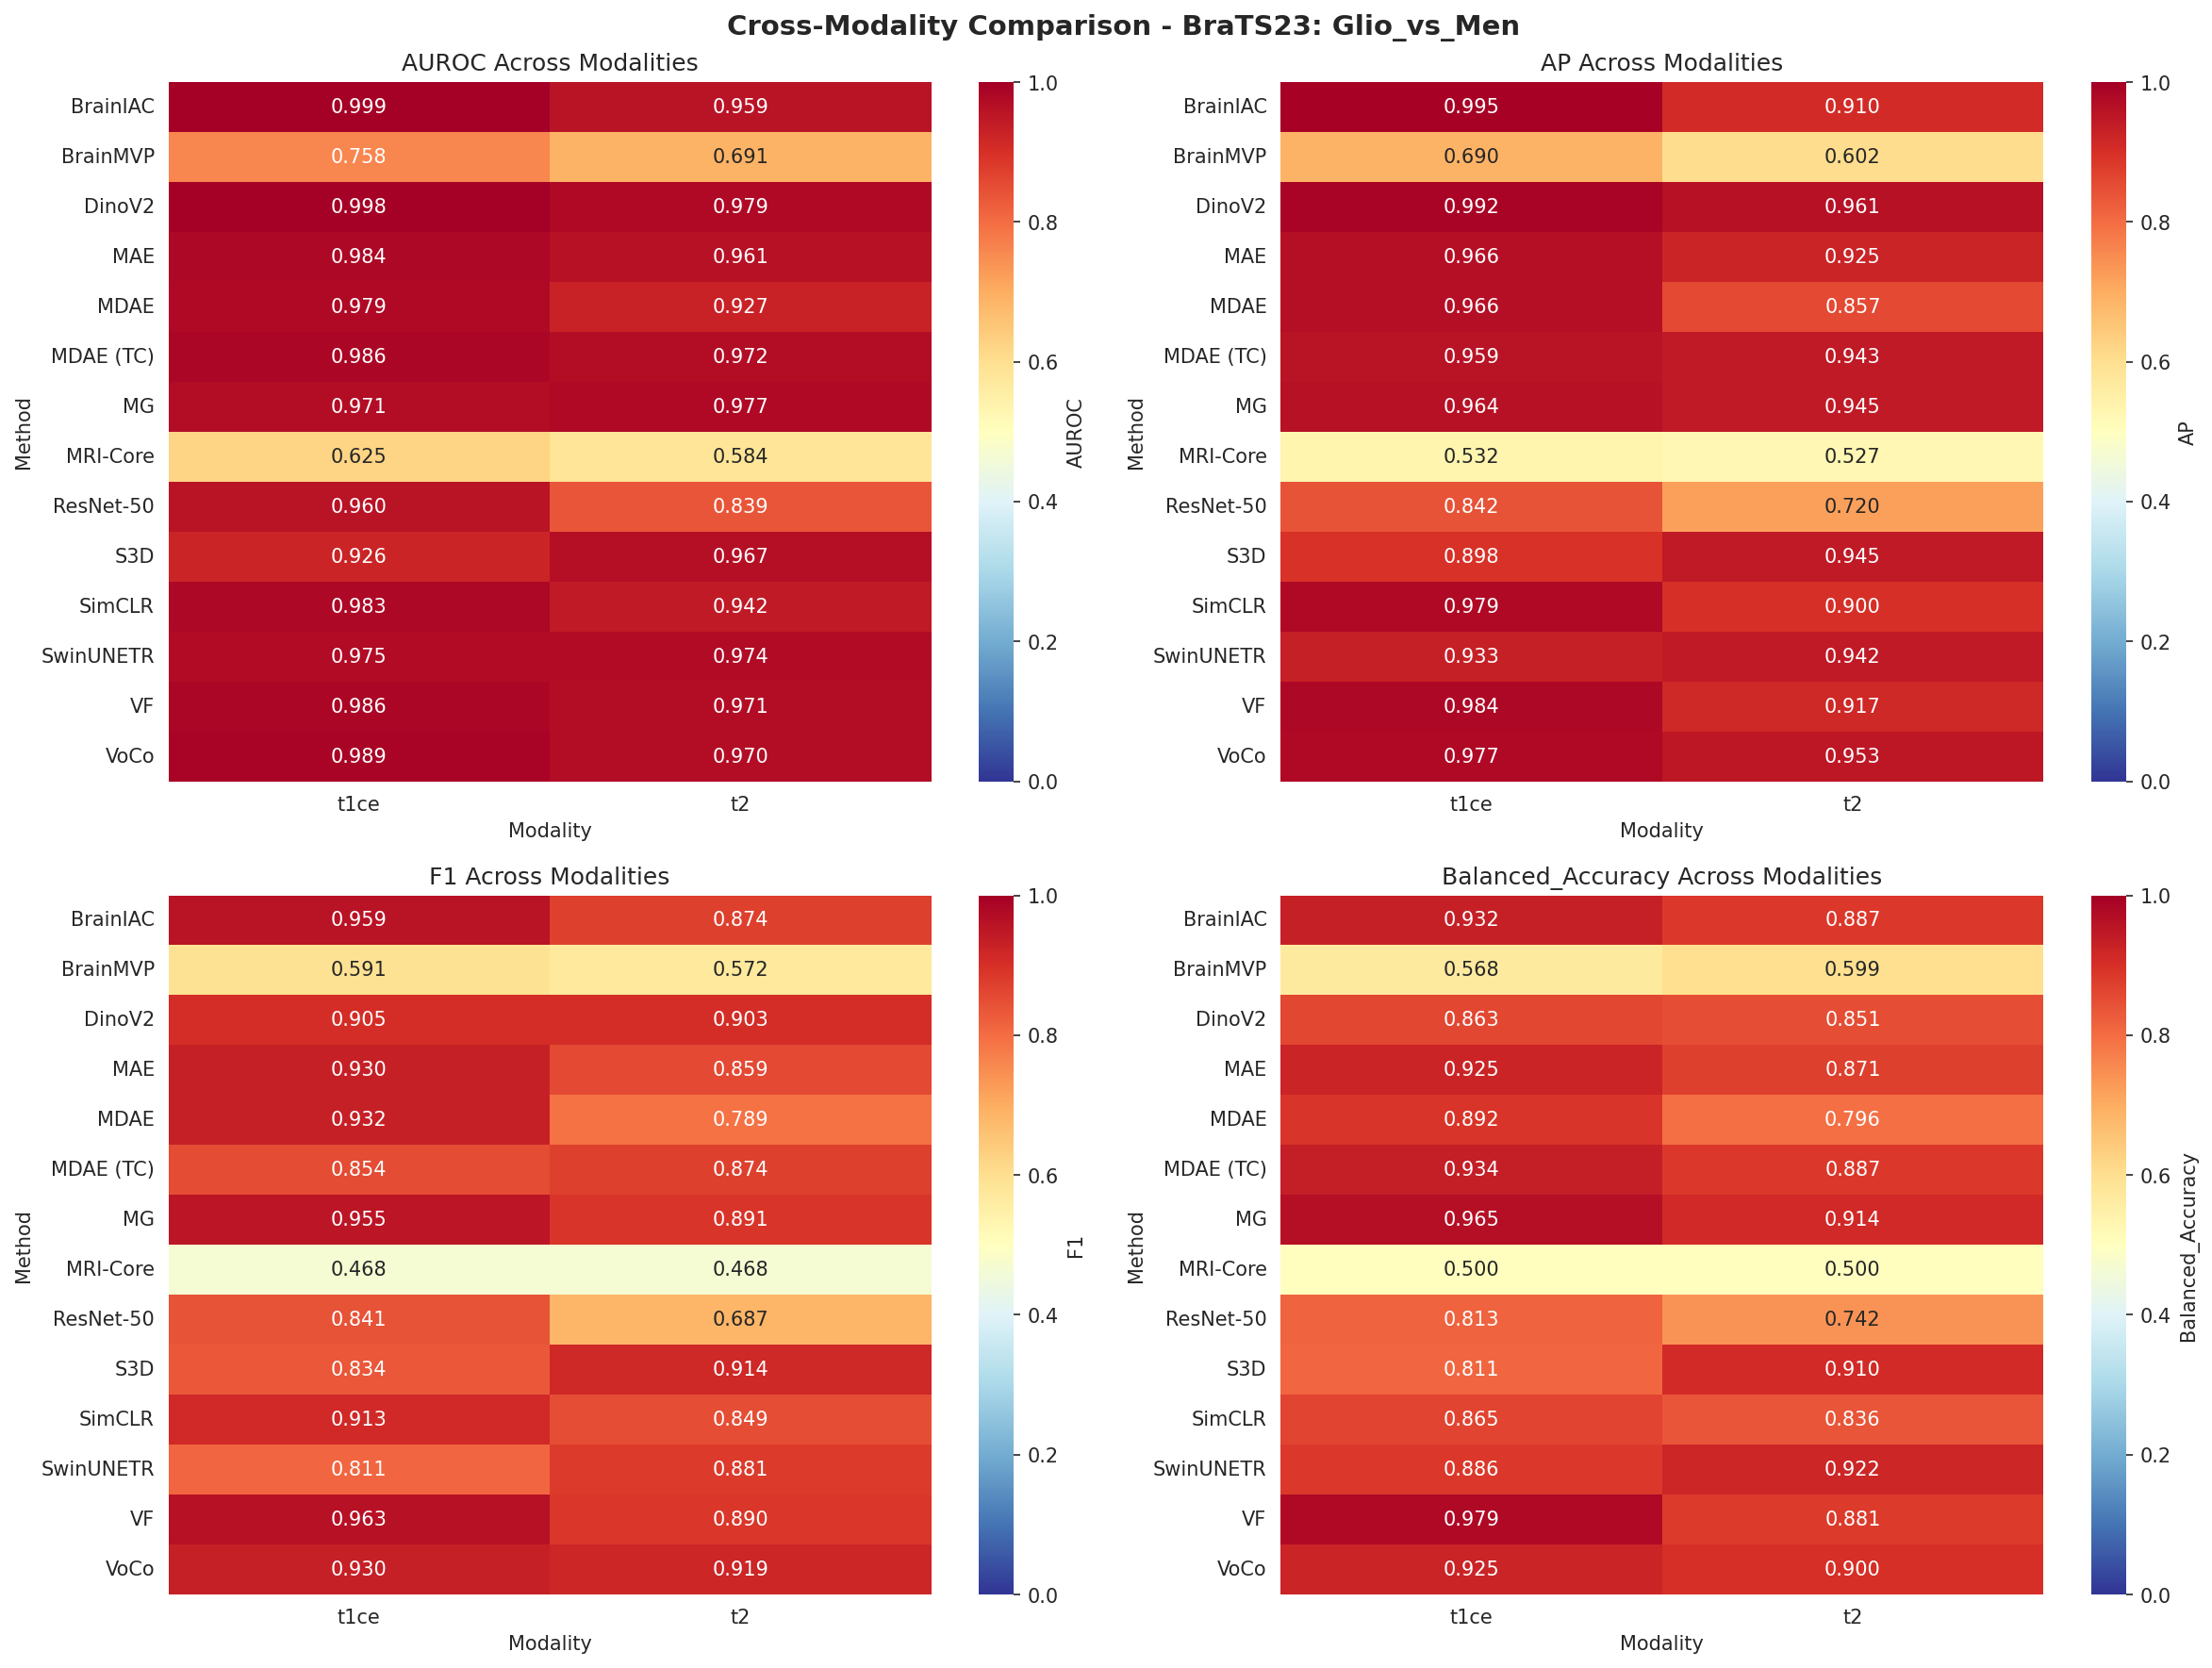 Cross-Modality Comparison - BraTS23: Glio_vs_Men
AUROC Across Modalities
BrainIAC 0.999 0.959
BrainMVP 0.758 0.691
DinoV2 0.998 0.979
MAE 0.984 0.961
MDAE 0.979 0.927
MDAE (TC) 0.986 0.972
MG 0.971 0.977
MRI-Core 0.625 0.584
ResNet-50 0.960 0.839
S3D 0.926 0.967
SimCLR 0.983 0.942
SwinUNETR 0.975 0.974
VF 0.986 0.971
VoCo 0.989 0.970
t1ce t2
Modality
Method
1.0
0.8
0.6
0.4
0.2
0.0
AUROC
AP Across Modalities
BrainIAC 0.995 0.910
BrainMVP 0.690 0.602
DinoV2 0.992 0.961
MAE 0.966 0.925
MDAE 0.966 0.857
MDAE (TC) 0.959 0.943
MG 0.964 0.945
MRI-Core 0.532 0.527
ResNet-50 0.842 0.720
S3D 0.898 0.945
SimCLR 0.979 0.900
SwinUNETR 0.933 0.942
VF 0.984 0.917
VoCo 0.977 0.953
t1ce t2
Modality
Method
1.0
0.8
0.6
0.4
0.2
0.0
AP
F1 Across Modalities
BrainIAC 0.959 0.874
BrainMVP 0.591 0.572
DinoV2 0.905 0.903
MAE 0.930 0.859
MDAE 0.932 0.789
MDAE (TC) 0.854 0.874
MG 0.955 0.891
MRI-Core 0.468 0.468
ResNet-50 0.841 0.687
S3D 0.834 0.914
SimCLR 0.913 0.849
SwinUNETR 0.811 0.881
VF 0.963 0.890
VoCo 0.930 0.919
t1ce t2
Modality
Method
1.0
0.8
0.6
0.4
0.2
0.0
F1
Balanced_Accuracy Across Modalities
BrainIAC 0.932 0.887
BrainMVP 0.568 0.599
DinoV2 0.863 0.851
MAE 0.925 0.871
MDAE 0.892 0.796
MDAE (TC) 0.934 0.887
MG 0.965 0.914
MRI-Core 0.500 0.500
ResNet-50 0.813 0.742
S3D 0.811 0.910
SimCLR 0.865 0.836
SwinUNETR 0.886 0.922
VF 0.979 0.881
VoCo 0.925 0.900
t1ce t2
Modality
Method
1.0
0.8
0.6
0.4
0.2
0.0
Balanced_Accuracy